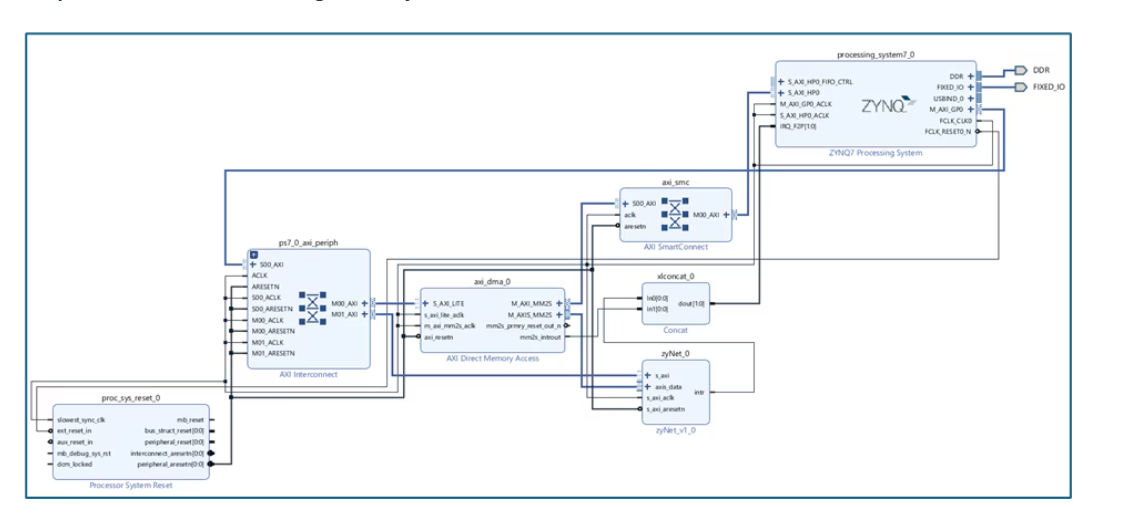 processing_system7_0
S_AXI_HP0_FIFO_CTRL
S_AXI_HP0
M_AXI_GP0_ACLK
S_AXI_HP0_ACLK
IRQ_F2P[1:0]
ZYNQ
DDR
FIXED_IO
USBIND_0
M_AXI_GP0
FCLK_CLK0
FCLK_RESET0_N
ZYNQ7 Processing System
DDR
FIXED_IO
axi_smc
S00_AXI
aclk
aresetn
M00_AXI
AXI SmartConnect
ps7_0_axi_periph
S00_AXI
ACLK
ARESETN
S00_ACLK
S00_ARESETN
M00_ACLK
M00_ARESETN
M01_ACLK
M01_ARESETN
M00_AXI
M01_AXI
AXI Interconnect
axi_dma_0
S_AXI_LITE
s_axi_lite_aclk
m_axi_mm2s_aclk
axi_resetn
M_AXI_MM2S
M_AXIS_MM2S
mm2s_prmry_reset_out_n
mm2s_introut
AXI Direct Memory Access
xlconcat_0
In0[0:0]
In1[0:0]
dout[1:0]
Concat
zyNet_0
s_axi
axis_data
s_axi_aclk
s_axi_aresetn
intr
zyNet_v1_0
proc_sys_reset_0
slowest_sync_clk
ext_reset_in
aux_reset_in
mb_debug_sys_rst
dcm_locked
mb_reset
bus_struct_reset[0:0]
peripheral_reset[0:0]
interconnect_aresetn[0:0]
peripheral_aresetn[0:0]
Processor System Reset